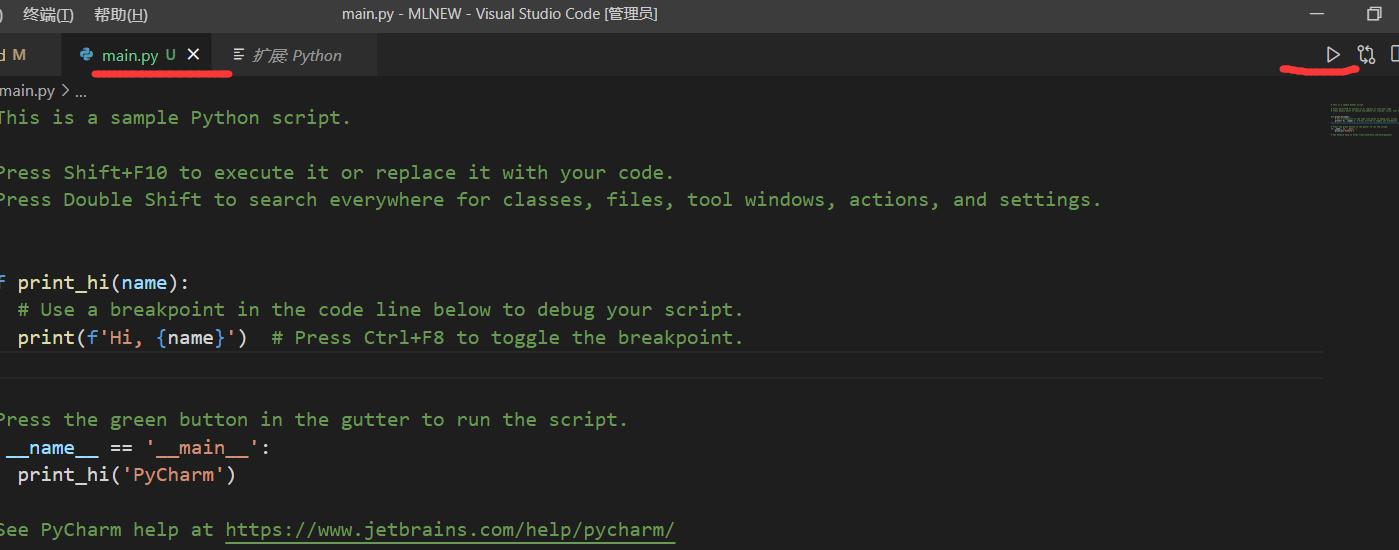 ) 终端(T) 帮助(H) main.py - MLNEW - Visual Studio Code [管理员]
d M main.py U 扩展: Python
main.py > ...
This is a sample Python script.
Press Shift+F10 to execute it or replace it with your code.
Press Double Shift to search everywhere for classes, files, tool windows, actions, and settings.
f print_hi(name):
# Use a breakpoint in the code line below to debug your script.
print(f'Hi, {name}')  # Press Ctrl+F8 to toggle the breakpoint.
Press the green button in the gutter to run the script.
__name__ == '__main__':
print_hi('PyCharm')
See PyCharm help at https://www.jetbrains.com/help/pycharm/